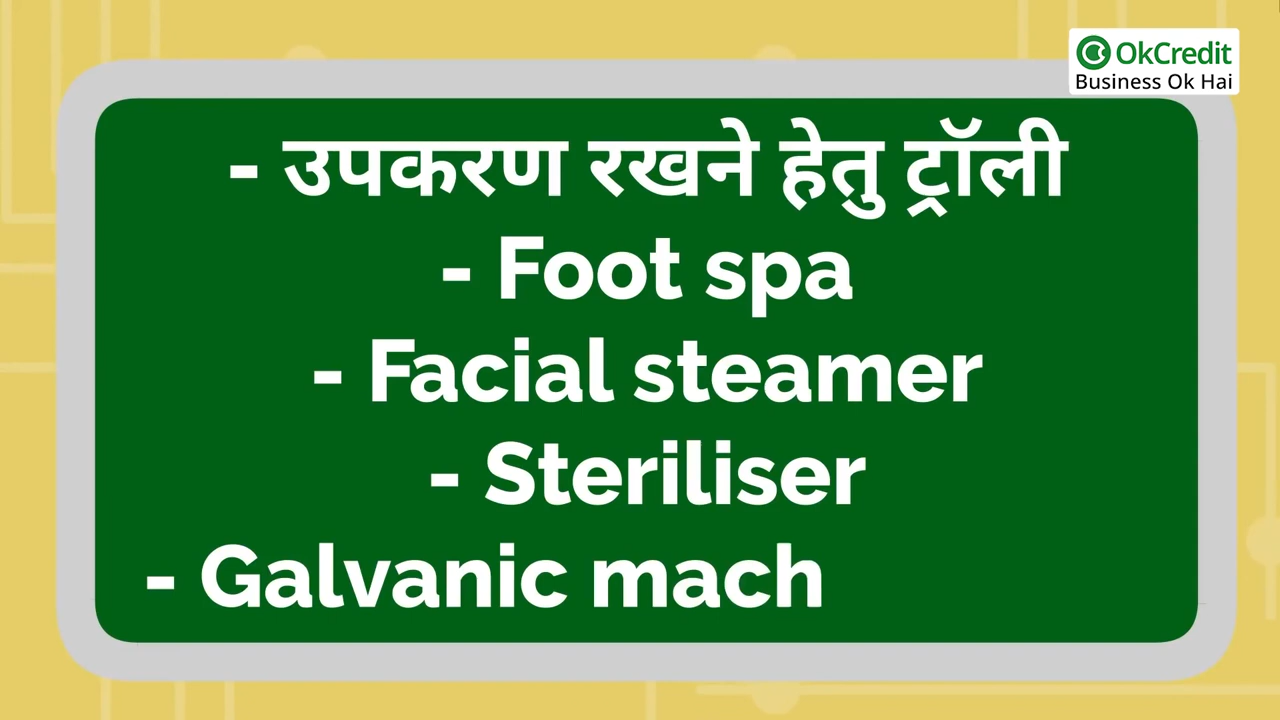 OkCredit
Business Ok Hai
- उपकरण रखने हेतु ट्रॉली
- Foot spa
- Facial steamer
- Steriliser
- Galvanic mach